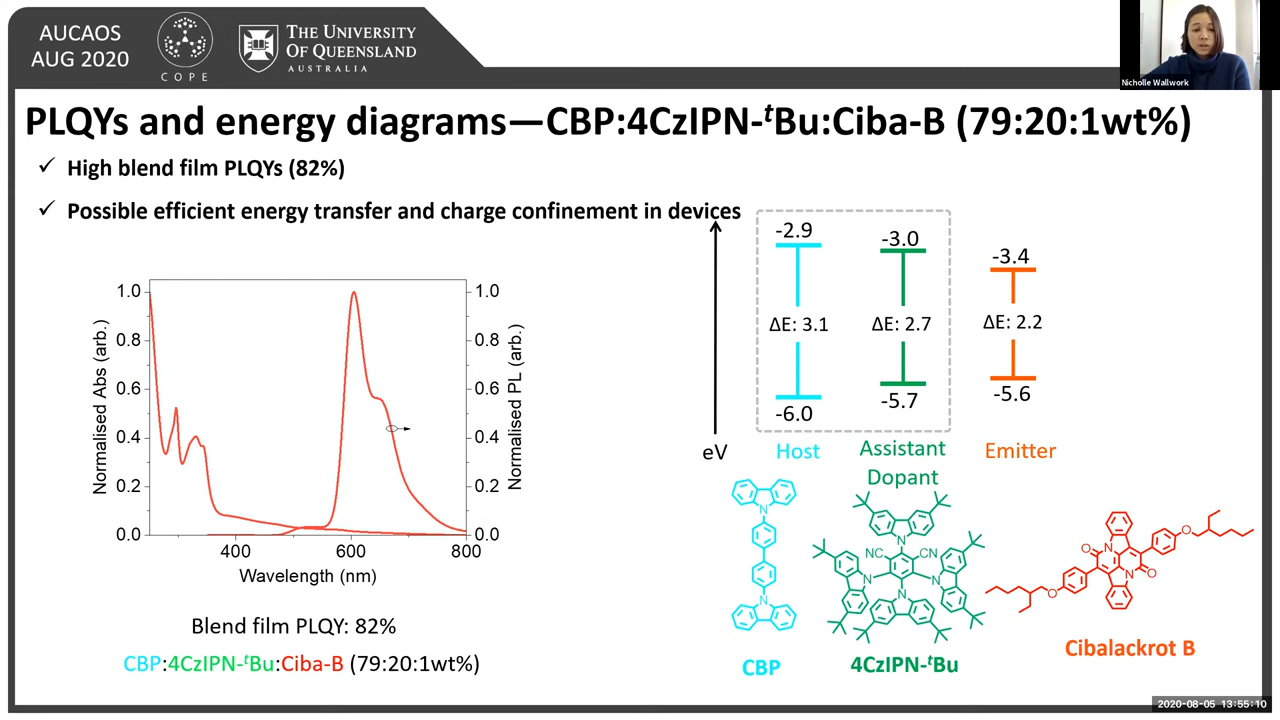 AUCAOS
AUG 2020
COPE
THE UNIVERSITY
OF QUEENSLAND
AUSTRALIA
Nicholle Wallwork
PLQYs and energy diagrams—CBP:4CzIPN-ᵗBu:Ciba-B (79:20:1wt%)
✓ High blend film PLQYs (82%)
✓ Possible efficient energy transfer and charge confinement in devices
1.0
0.8
0.6
0.4
0.2
0.0
Normalised Abs (arb.)
1.0
0.8
0.6
0.4
0.2
0.0
Normalised PL (arb.)
400 600 800
Wavelength (nm)
Blend film PLQY: 82%
CBP:4CzIPN-ᵗBu:Ciba-B (79:20:1wt%)
eV
-2.9
ΔE: 3.1
-6.0
Host
-3.0
ΔE: 2.7
-5.7
Assistant
Dopant
-3.4
ΔE: 2.2
-5.6
Emitter
N
N
CBP
N
NC CN
N N
N
4CzIPN-ᵗBu
O
O N
N O
O
Cibalackrot B
2020-08-05 13:55:10